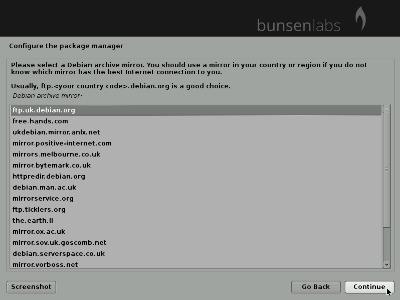 bunsenlabs
Configure the package manager
Please select a Debian archive mirror. You should use a mirror in your country or region if you do not
know which mirror has the best Internet connection to you.
Usually, ftp.<your country code>.debian.org is a good choice.
Debian archive mirror:
ftp.uk.debian.org
free.hands.com
ukdebian.mirror.anlx.net
mirror.positive-internet.com
mirrors.melbourne.co.uk
mirror.bytemark.co.uk
httpredir.debian.org
debian.man.ac.uk
mirrorservice.org
ftp.ticklers.org
the.earth.li
mirror.ox.ac.uk
mirror.sov.uk.goscomb.net
debian.serverspace.co.uk
mirror.vorboss.net
Screenshot
Go Back
Continue